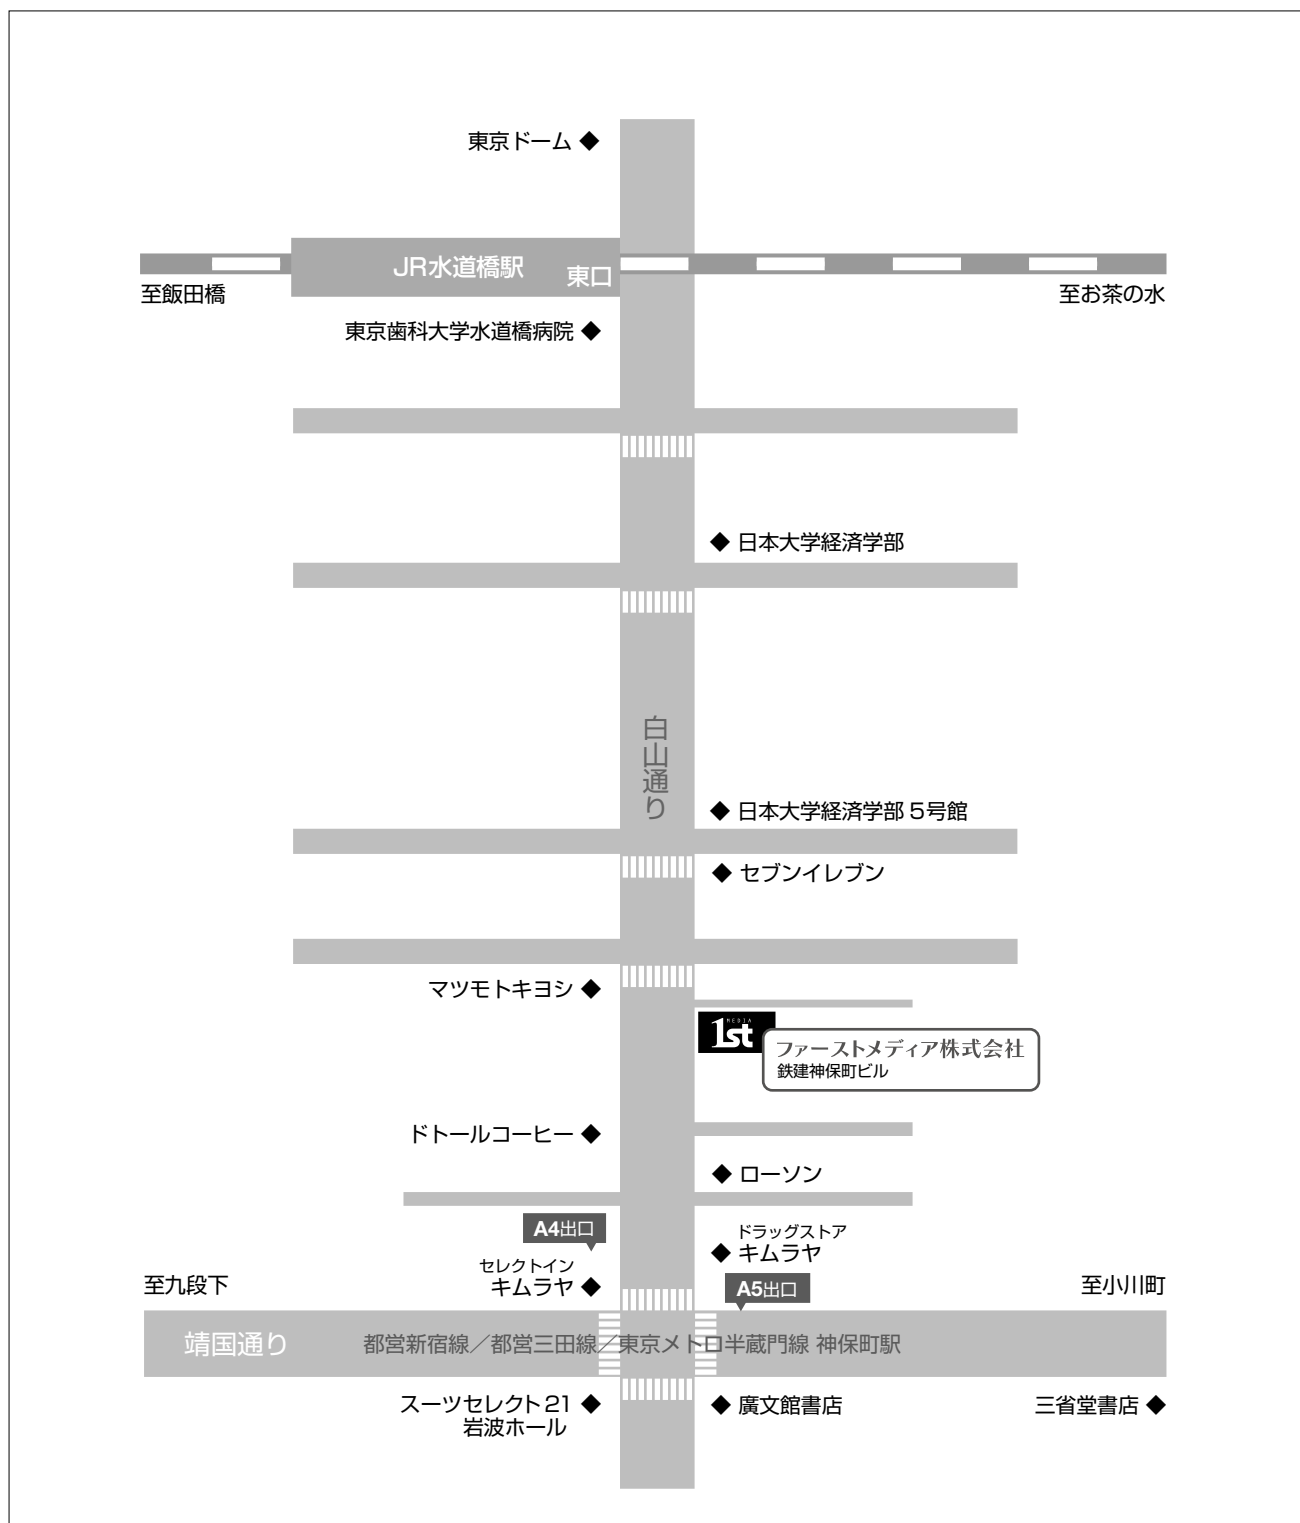 東京ドーム ◆
JR水道橋駅 東口
至飯田橋
至お茶の水
東京歯科大学水道橋病院 ◆
◆ 日本大学経済学部
白山通り
◆ 日本大学経済学部5号館
◆ セブンイレブン
マツモトキヨシ ◆
MEDIA
1st
ファーストメディア株式会社
鉄建神保町ビル
ドトールコーヒー ◆
◆ ローソン
A4出口
ドラッグストア
◆ キムラヤ
セレクトイン
キムラヤ ◆
A5出口
至九段下
至小川町
靖国通り
都営新宿線／都営三田線／東京メトロ半蔵門線 神保町駅
スーツセレクト21 ◆
岩波ホール
◆ 廣文館書店
三省堂書店 ◆